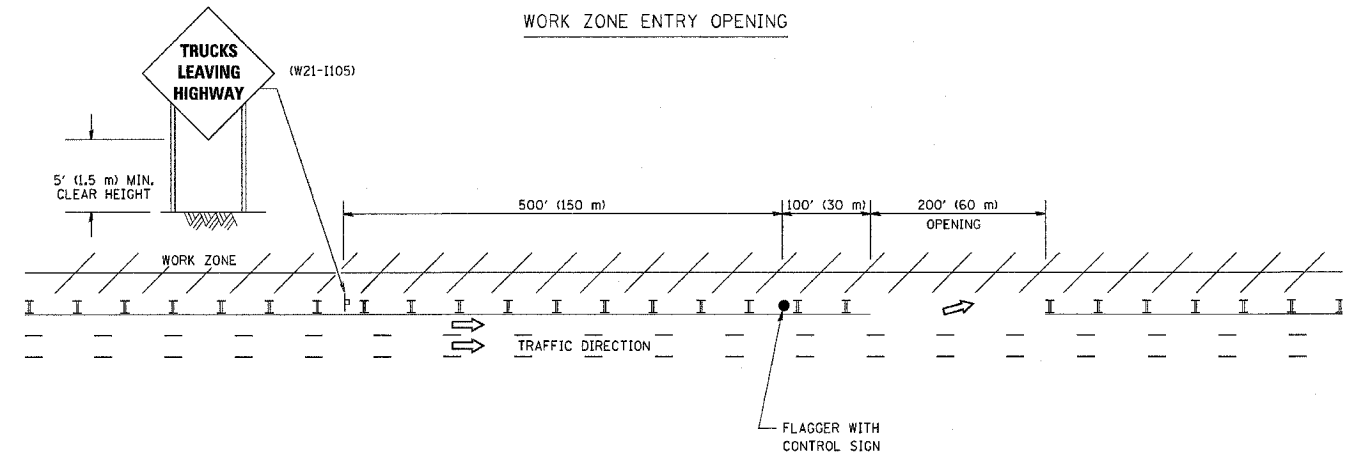 WORK ZONE ENTRY OPENING
TRUCKS
LEAVING
HIGHWAY
(W21-I105)
5' (1.5 m) MIN.
CLEAR HEIGHT
500' (150 m)
100' (30 m)
200' (60 m)
OPENING
WORK ZONE
TRAFFIC DIRECTION
FLAGGER WITH
CONTROL SIGN